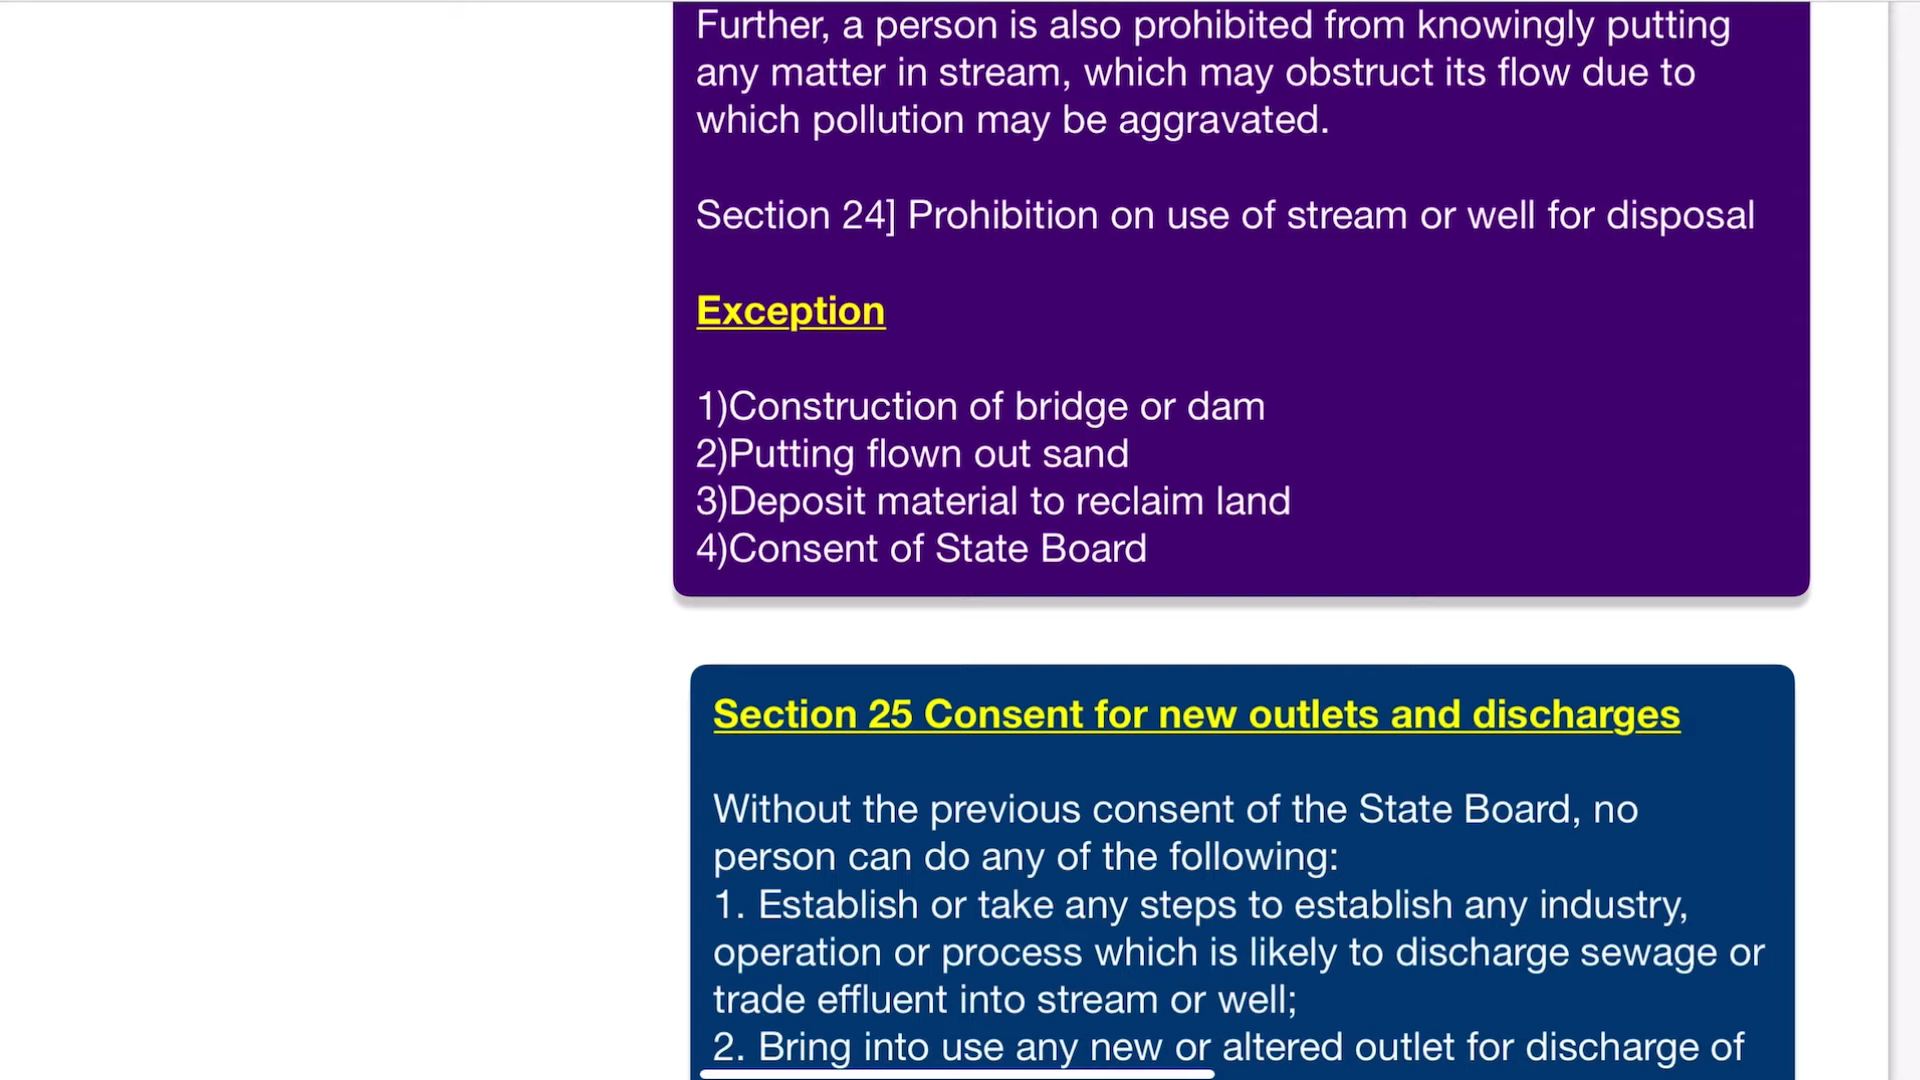 Further, a person is also prohibited from knowingly putting
any matter in stream, which may obstruct its flow due to
which pollution may be aggravated.
Section 24] Prohibition on use of stream or well for disposal
Exception
1)Construction of bridge or dam
2)Putting flown out sand
3)Deposit material to reclaim land
4)Consent of State Board
Section 25 Consent for new outlets and discharges
Without the previous consent of the State Board, no
person can do any of the following:
1. Establish or take any steps to establish any industry,
operation or process which is likely to discharge sewage or
trade effluent into stream or well;
2. Bring into use any new or altered outlet for discharge of